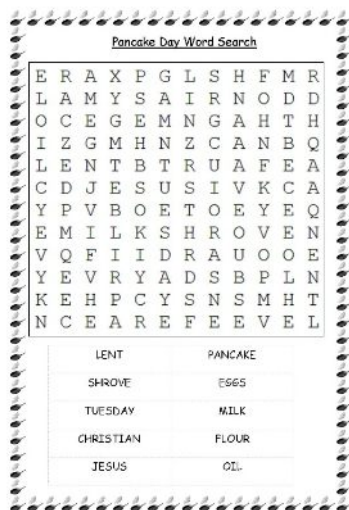 Pancake Day Word Search
E R A X P G L S H F M R
L A M Y S A I R N O D D
O C E G E M N G A H T H
I Z G M H N Z C A N B Q
L E N T B T R U A F E A
C D J E S U S I V K C A
Y P V B O E T O E Y E Q
E M I L K S H R O V E N
V Q F I I D R A U O O E
Y E V R Y A D S B P L N
K E H P C Y S N S M H T
N C E A R E F E E V E L
LENT PANCAKE
SHROVE EGGS
TUESDAY MILK
CHRISTIAN FLOUR
JESUS OIL